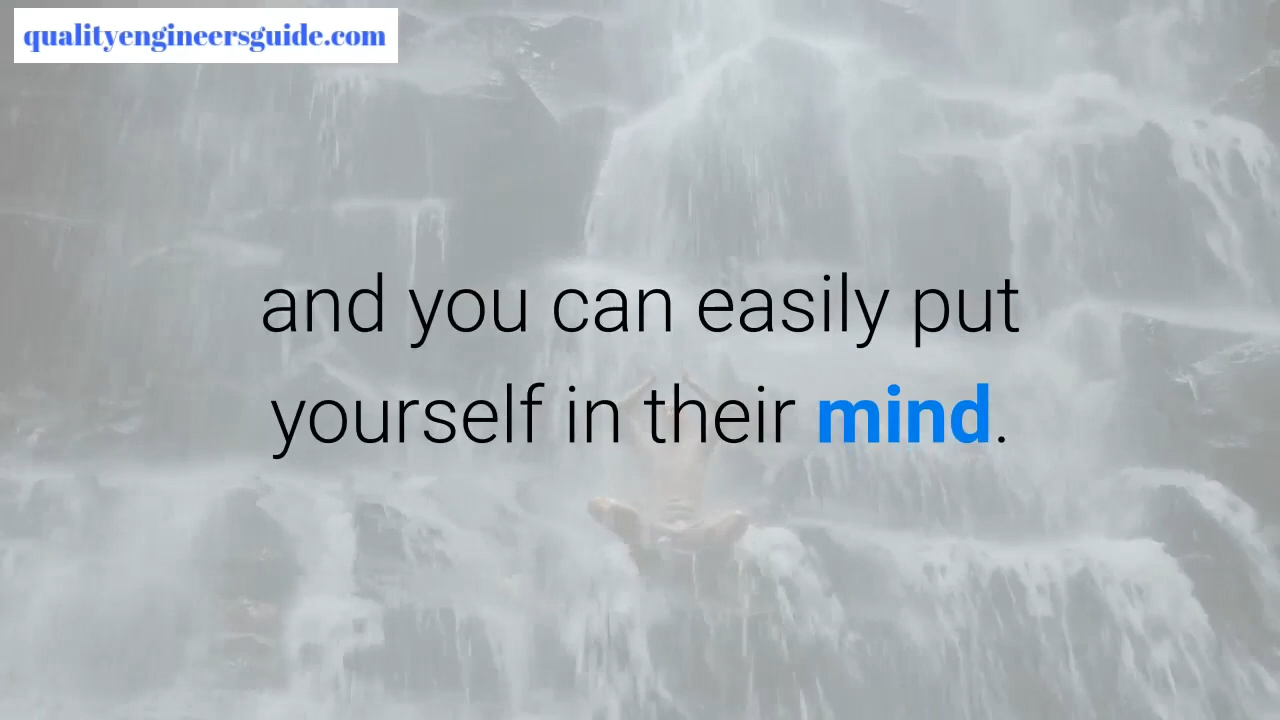 qualityengineersguide.com
and you can easily put
yourself in their mind.